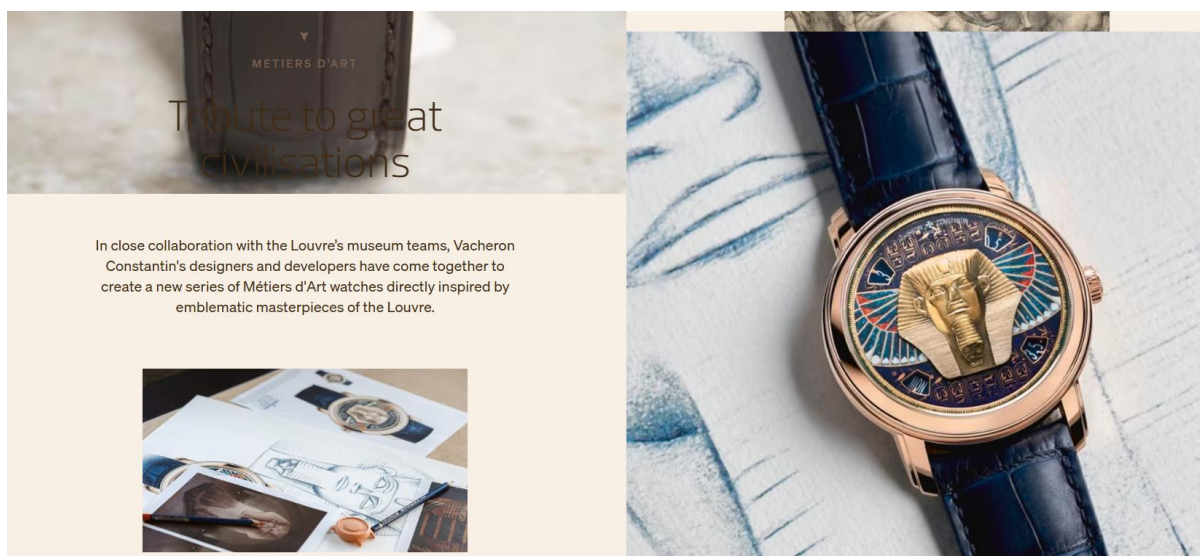 METIERS D'ART
Tribute to great
civilisations
In close collaboration with the Louvre's museum teams, Vacheron
Constantin's designers and developers have come together to
create a new series of Métiers d'Art watches directly inspired by
emblematic masterpieces of the Louvre.
CONSTANTIN